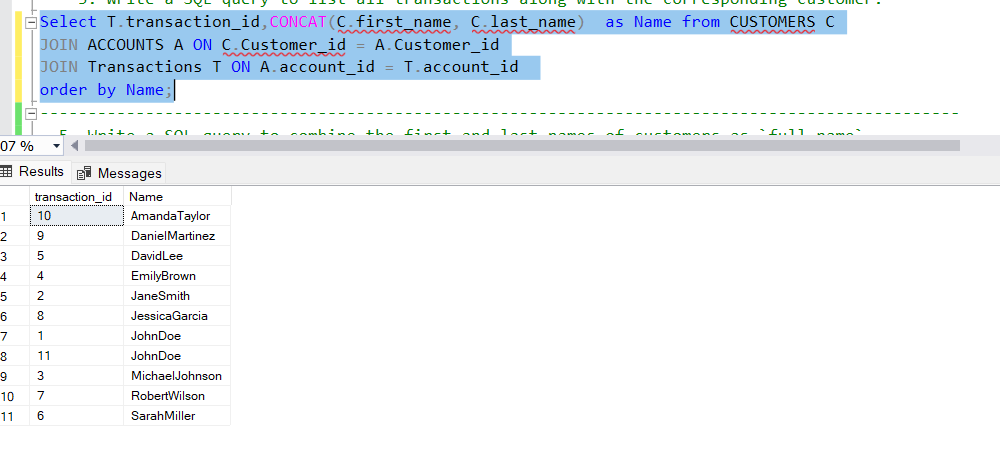 3. Write a SQL query to list all transactions along with the corresponding customer.
Select T.transaction_id,CONCAT(C.first_name, C.last_name)  as Name from CUSTOMERS C
JOIN ACCOUNTS A ON C.Customer_id = A.Customer_id
JOIN Transactions T ON A.account_id = T.account_id
order by Name;
5. Write a SQL query to combine the first and last names of customers as `full_name`
07 %
Results Messages
transaction_id Name
1 10 AmandaTaylor
2 9 DanielMartinez
3 5 DavidLee
4 4 EmilyBrown
5 2 JaneSmith
6 8 JessicaGarcia
7 1 JohnDoe
8 11 JohnDoe
9 3 MichaelJohnson
10 7 RobertWilson
11 6 SarahMiller